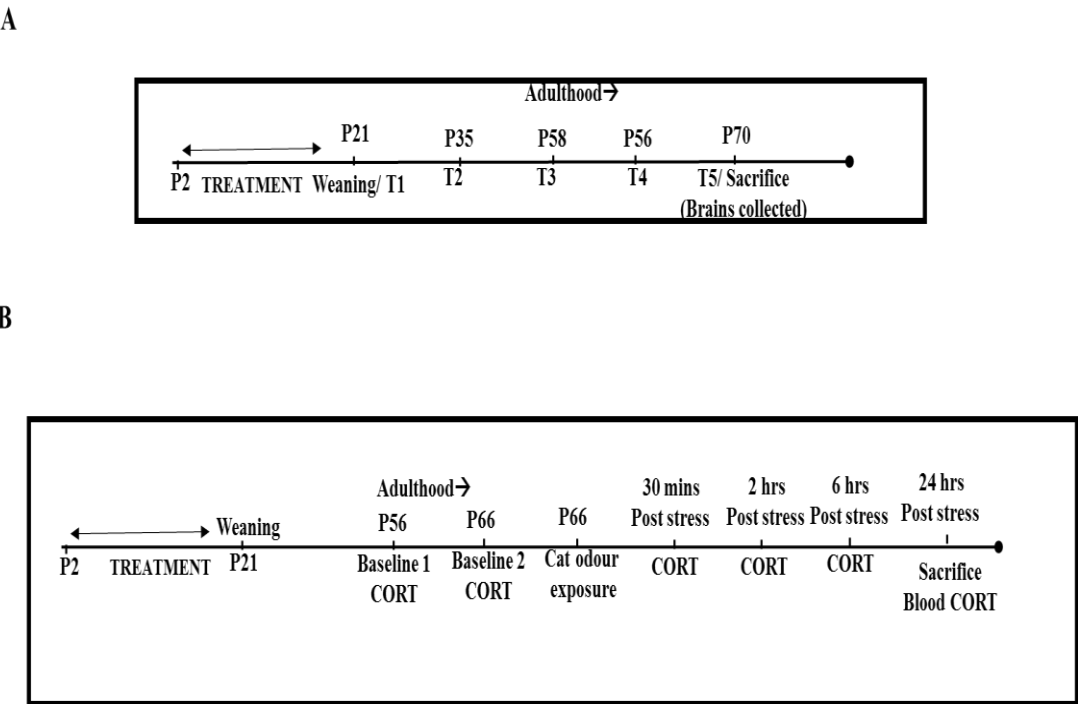 A
Adulthood→
P21 P35 P58 P56 P70
P2 TREATMENT Weaning/ T1 T2 T3 T4 T5/ Sacrifice
(Brains collected)
B
Adulthood→ 30 mins 2 hrs 6 hrs 24 hrs
Weaning P56 P66 P66 Post stress Post stress Post stress Post stress
P2 TREATMENT P21 Baseline 1 Baseline 2 Cat odour CORT CORT CORT Sacrifice
CORT CORT exposure Blood CORT